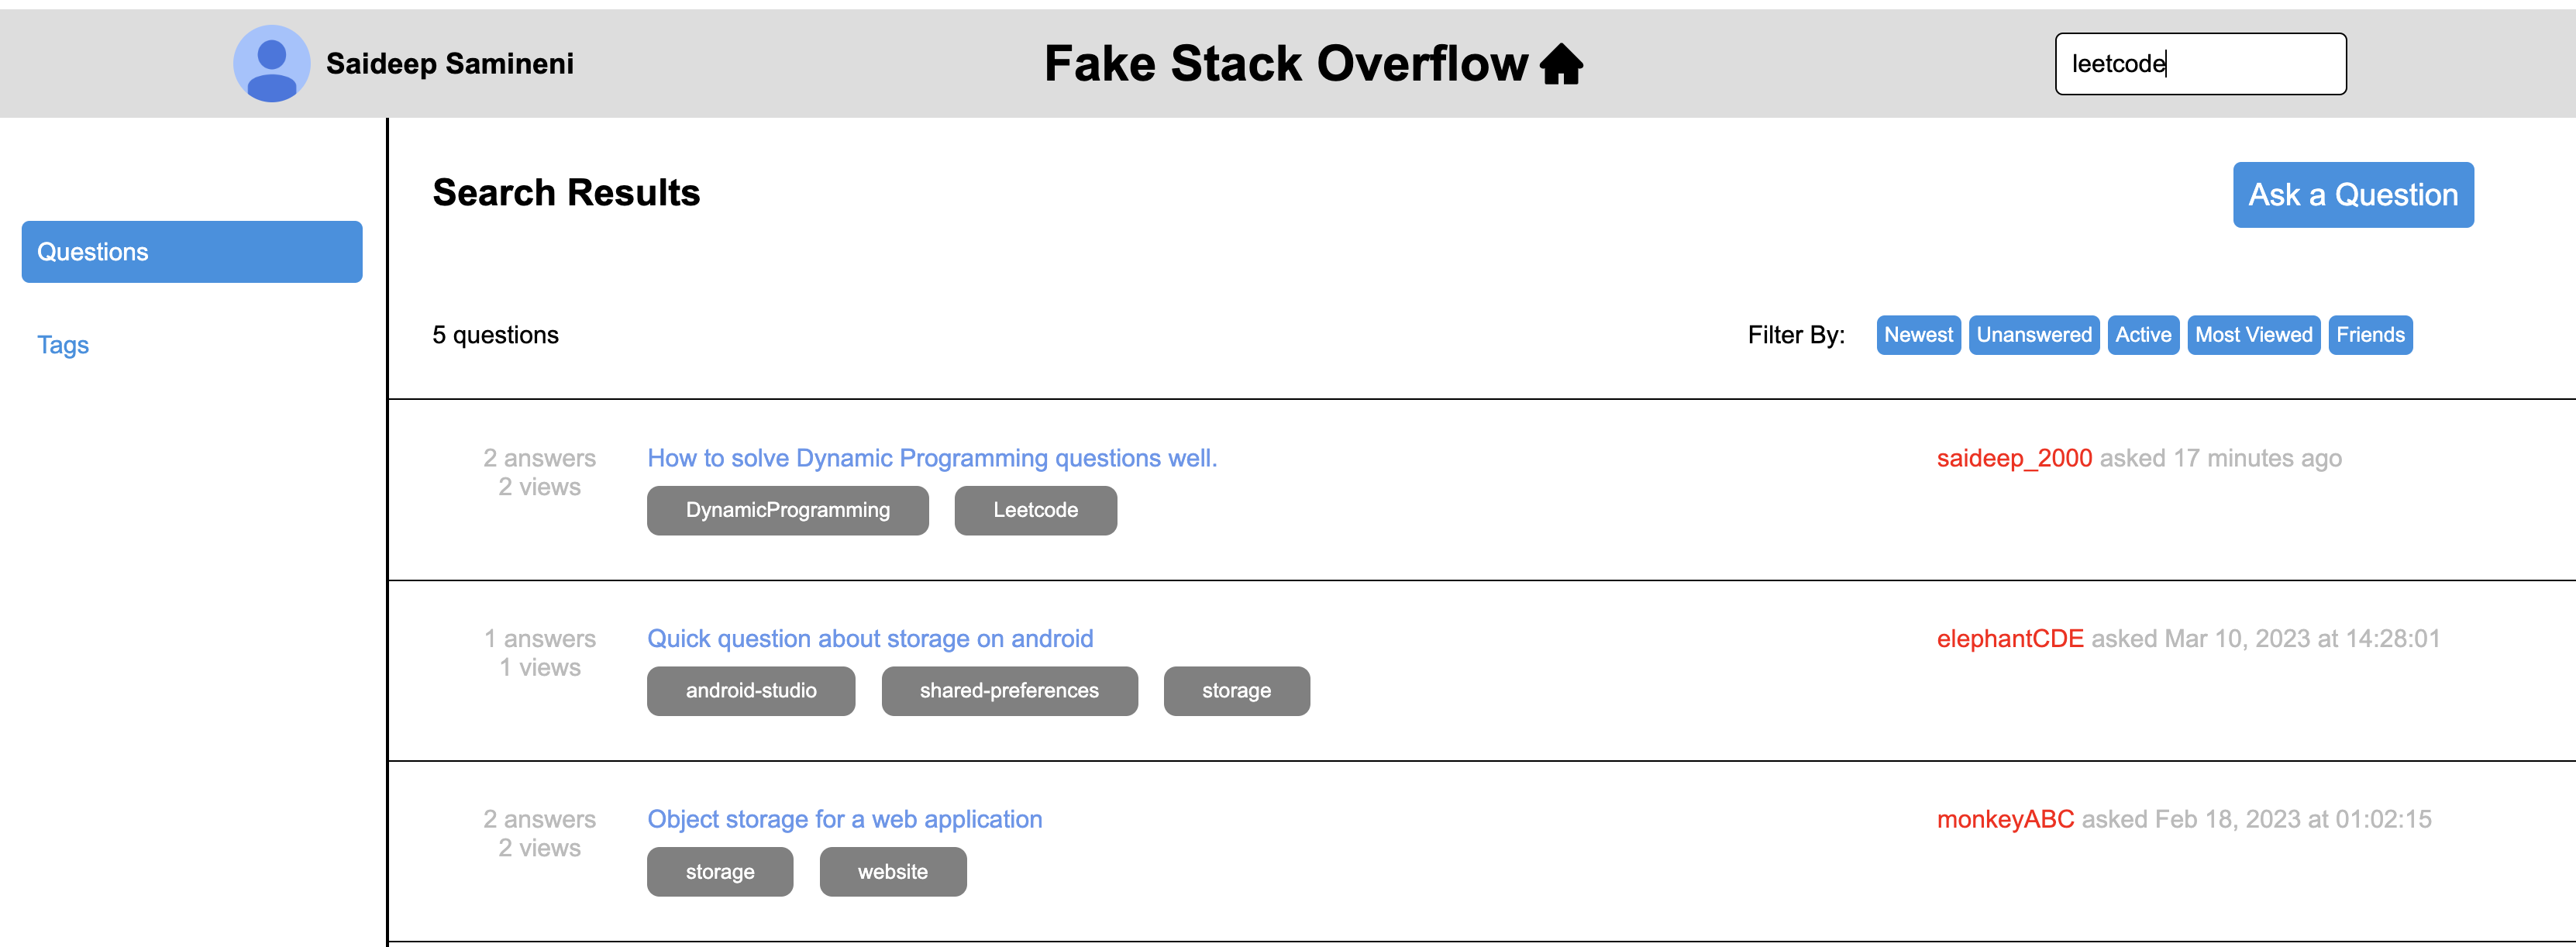 Saideep Samineni
Fake Stack Overflow
leetcode
Search Results
Ask a Question
Questions
Tags
5 questions
Filter By: Newest Unanswered Active Most Viewed Friends
2 answers
2 views
How to solve Dynamic Programming questions well.
DynamicProgramming Leetcode
saideep_2000 asked 17 minutes ago
1 answers
1 views
Quick question about storage on android
android-studio shared-preferences storage
elephantCDE asked Mar 10, 2023 at 14:28:01
2 answers
2 views
Object storage for a web application
storage website
monkeyABC asked Feb 18, 2023 at 01:02:15